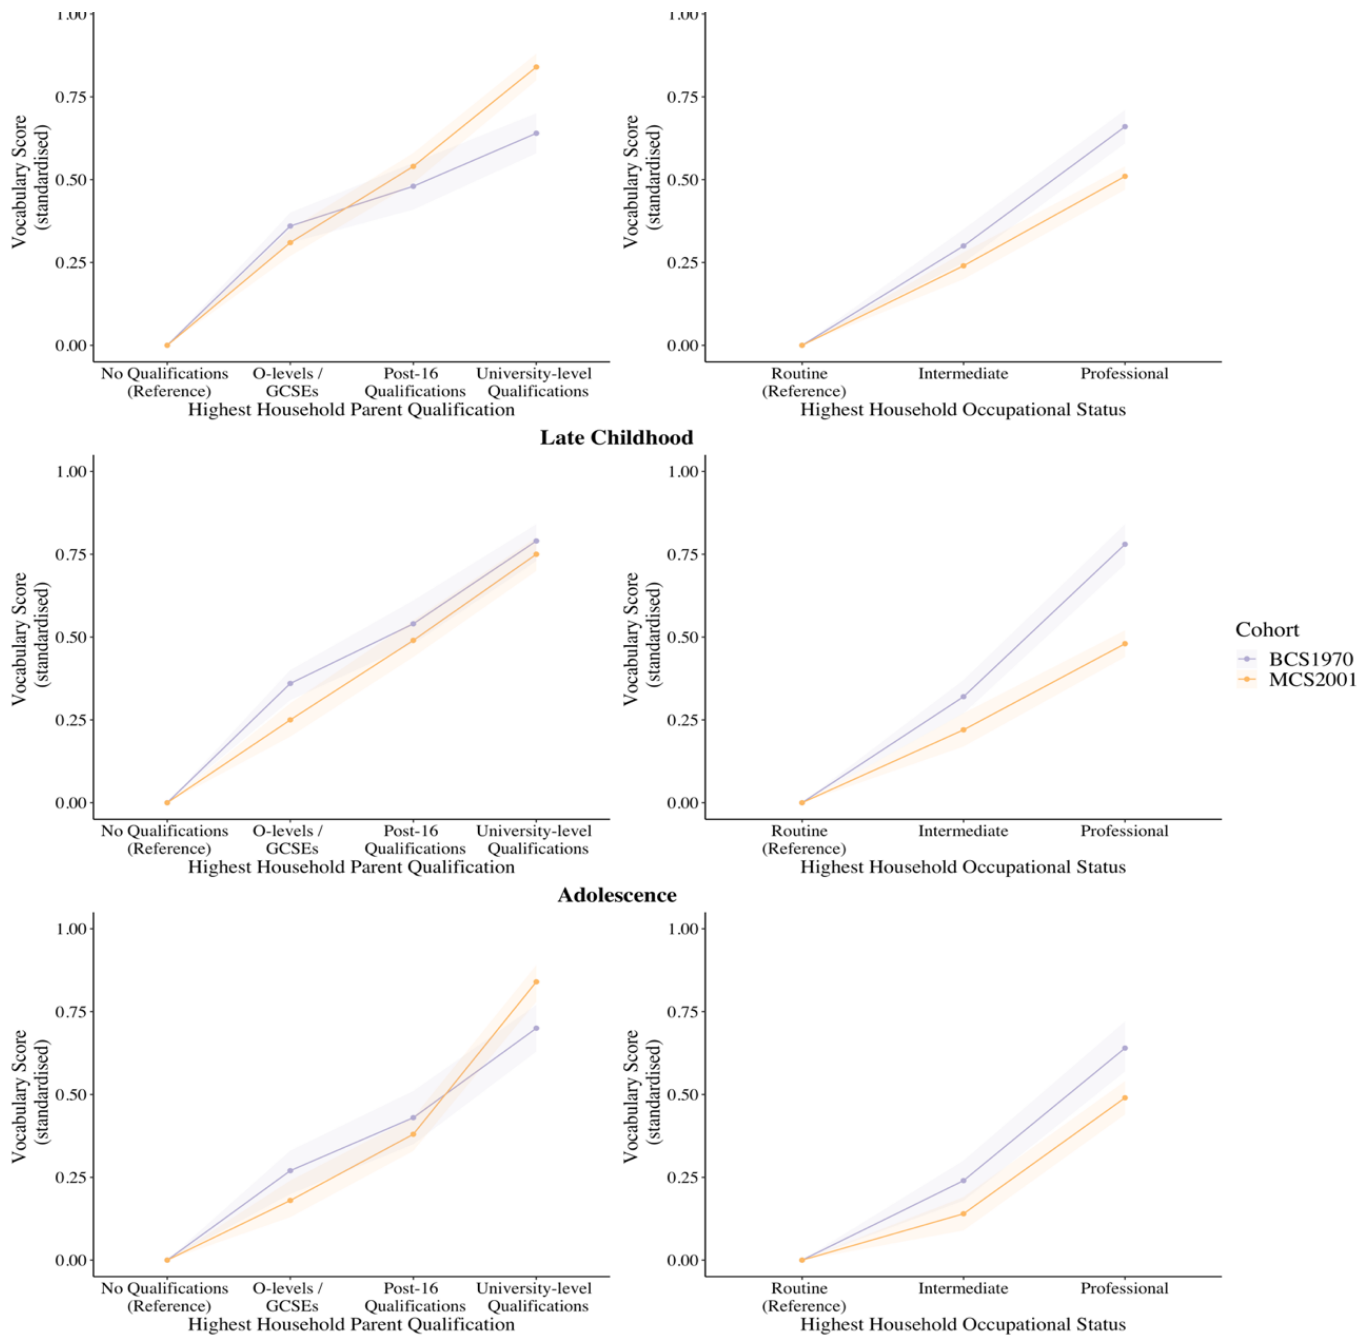 1.00
0.75
0.50
0.25
0.00
Vocabulary Score
(standardised)
No Qualifications
(Reference)
O-levels /
GCSEs
Post-16
Qualifications
University-level
Qualifications
Highest Household Parent Qualification
1.00
0.75
0.50
0.25
0.00
Vocabulary Score
(standardised)
Routine
(Reference)
Intermediate
Professional
Highest Household Occupational Status
Late Childhood
1.00
0.75
0.50
0.25
0.00
Vocabulary Score
(standardised)
No Qualifications
(Reference)
O-levels /
GCSEs
Post-16
Qualifications
University-level
Qualifications
Highest Household Parent Qualification
1.00
0.75
0.50
0.25
0.00
Vocabulary Score
(standardised)
Routine
(Reference)
Intermediate
Professional
Highest Household Occupational Status
Cohort
BCS1970
MCS2001
Adolescence
1.00
0.75
0.50
0.25
0.00
Vocabulary Score
(standardised)
No Qualifications
(Reference)
O-levels /
GCSEs
Post-16
Qualifications
University-level
Qualifications
Highest Household Parent Qualification
1.00
0.75
0.50
0.25
0.00
Vocabulary Score
(standardised)
Routine
(Reference)
Intermediate
Professional
Highest Household Occupational Status